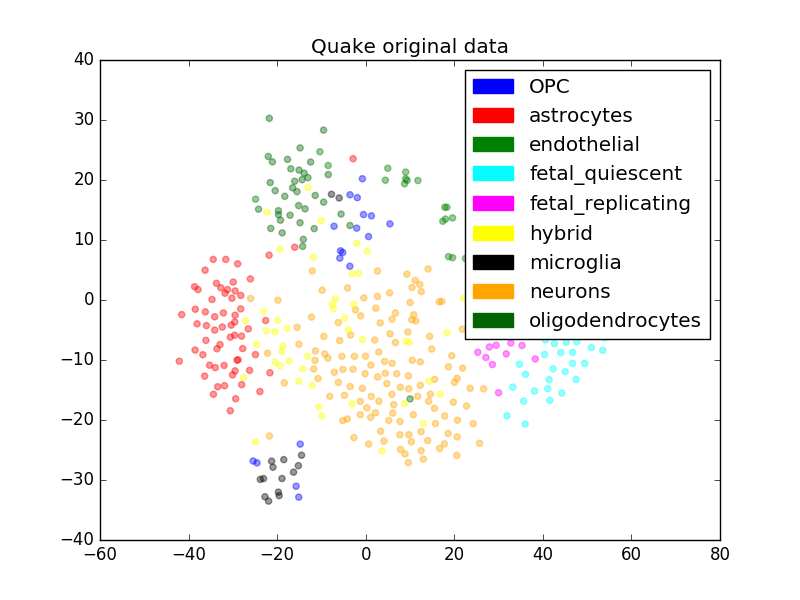 Quake original data
40
30
20
10
0
−10
−20
−30
−40
−60
−40
−20
0
20
40
60
80
OPC
astrocytes
endothelial
fetal_quiescent
fetal_replicating
hybrid
microglia
neurons
oligodendrocytes